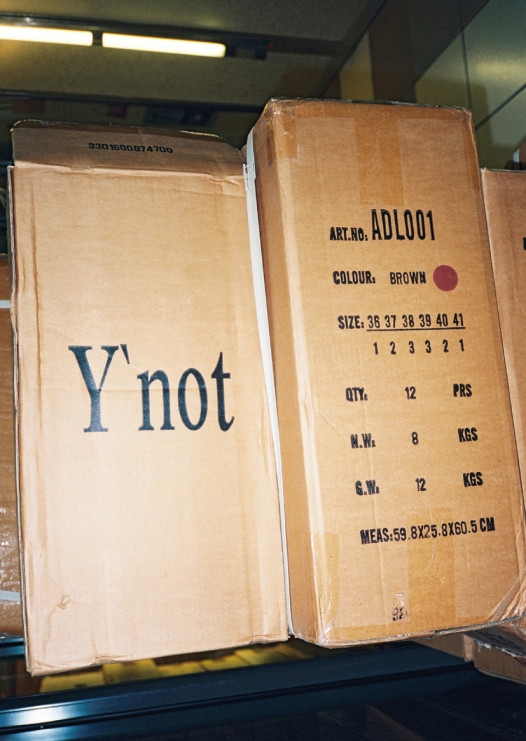 3301600874700
Y'not
ART.NO: ADL001
COLOUR: BROWN
SIZE: 36 37 38 39 40 41
1 2 3 3 2 1
QTY: 12 PRS
N.W: 8 KGS
G.W: 12 KGS
MEAS:59.8X25.8X60.5 CM